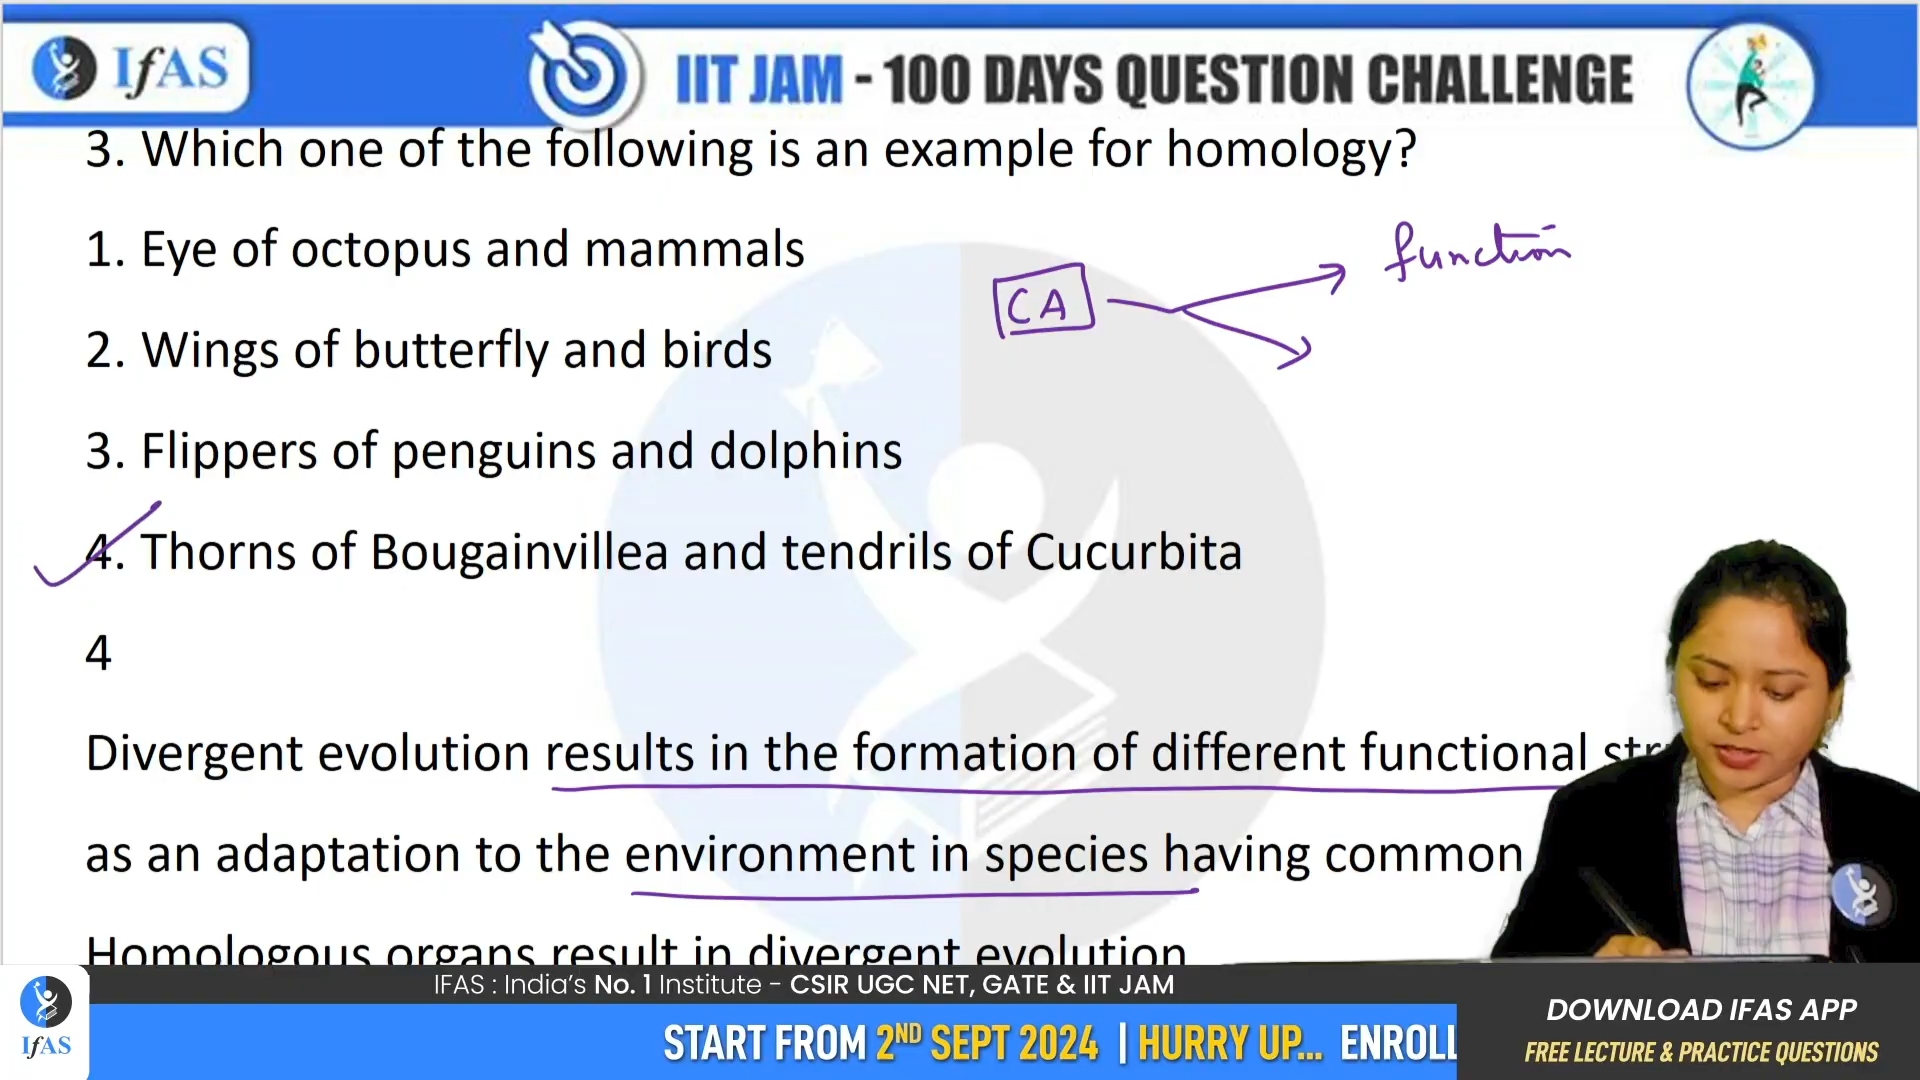 IfAS
IIT JAM - 100 DAYS QUESTION CHALLENGE
3. Which one of the following is an example for homology?
1. Eye of octopus and mammals
function
CA
2. Wings of butterfly and birds
3. Flippers of penguins and dolphins
4. Thorns of Bougainvillea and tendrils of Cucurbita
4
Divergent evolution results in the formation of different functional
as an adaptation to the environment in species having common
Homologous organs result in divergent evolution
IFAS : India's No. 1 Institute - CSIR UGC NET, GATE & IIT JAM
IfAS
START FROM 2ND SEPT 2024 | HURRY UP... ENROLL
DOWNLOAD IFAS APP
FREE LECTURE & PRACTICE QUESTIONS